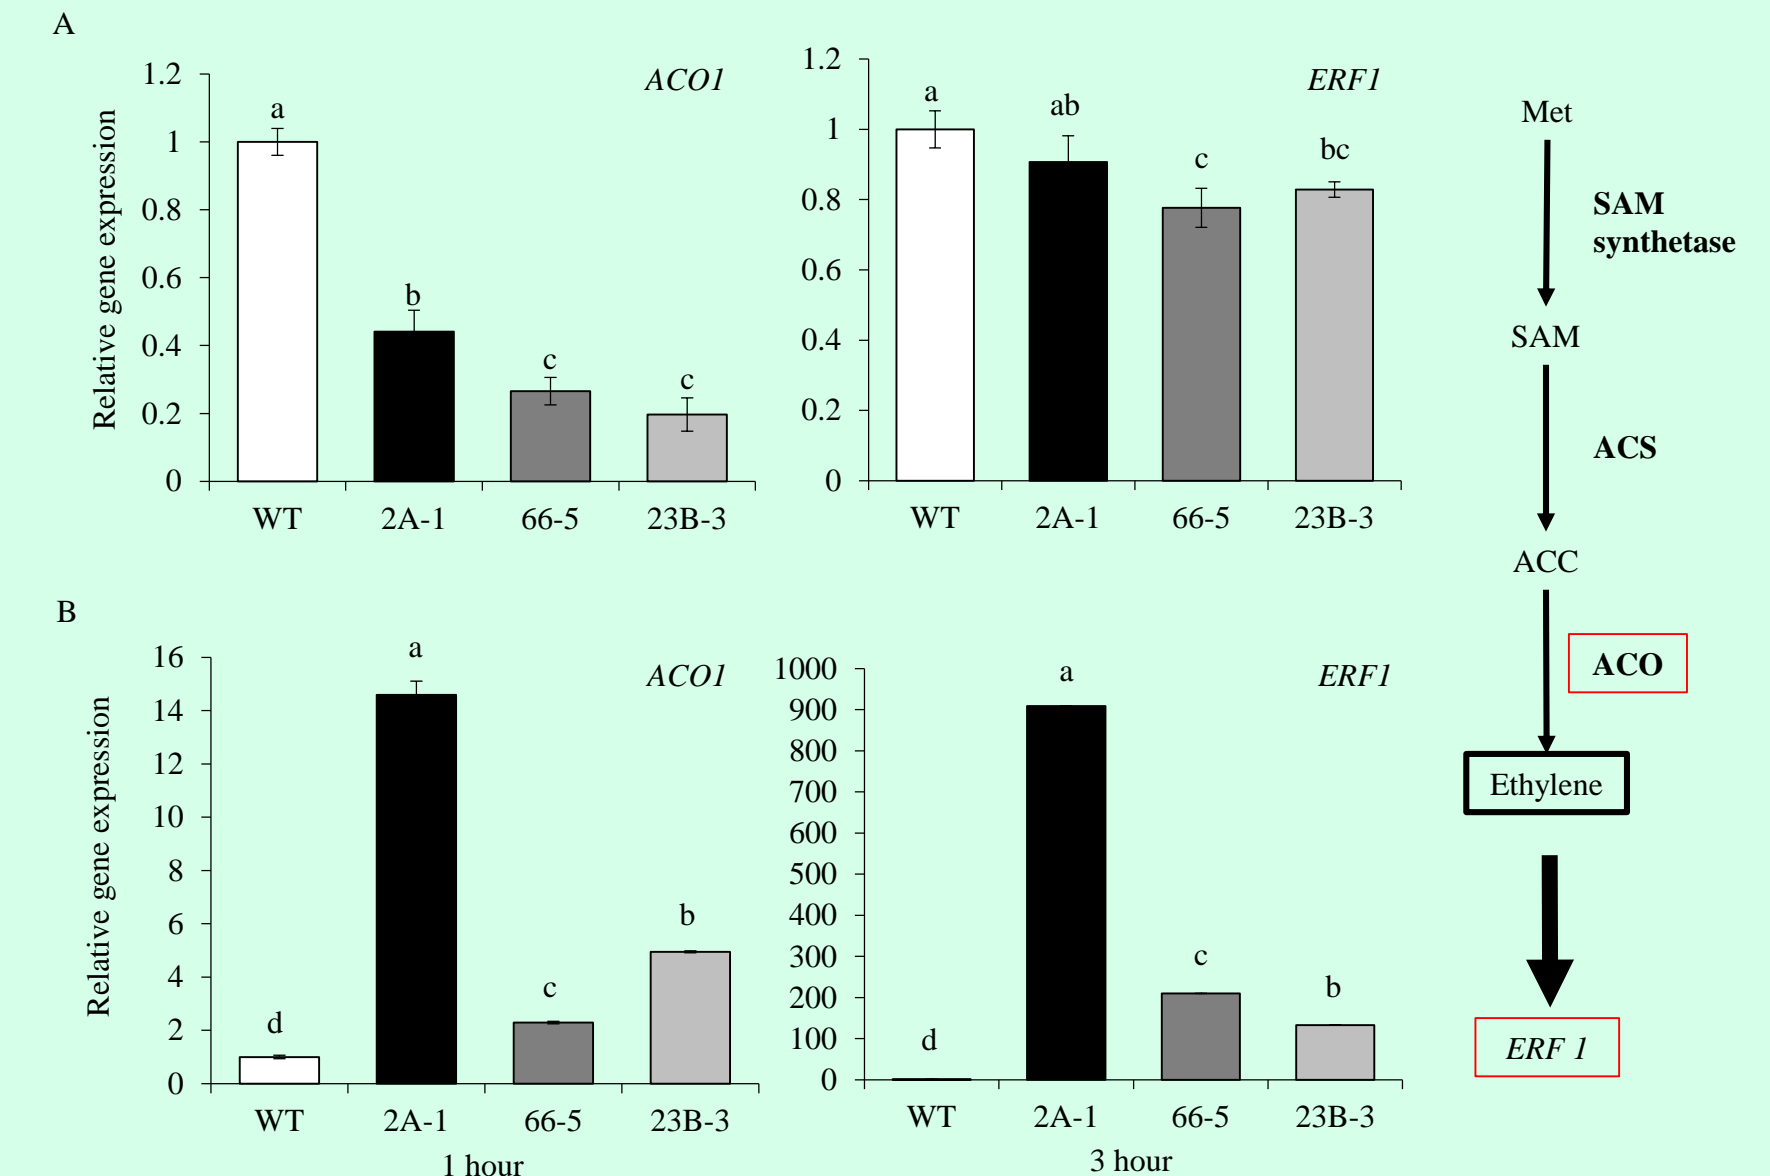 A
ACO1
Relative gene expression
1.2
1
0.8
0.6
0.4
0.2
0
a
b
c
c
WT 2A-1 66-5 23B-3
ERF1
1.2
1
0.8
0.6
0.4
0.2
0
a
ab
c
bc
WT 2A-1 66-5 23B-3
B
ACO1
Relative gene expression
16
14
12
10
8
6
4
2
0
d
a
c
b
WT 2A-1 66-5 23B-3
1 hour
ERF1
1000
900
800
700
600
500
400
300
200
100
0
d
a
c
b
WT 2A-1 66-5 23B-3
3 hour
Met
SAM
synthetase
SAM
ACS
ACC
ACO
Ethylene
ERF 1